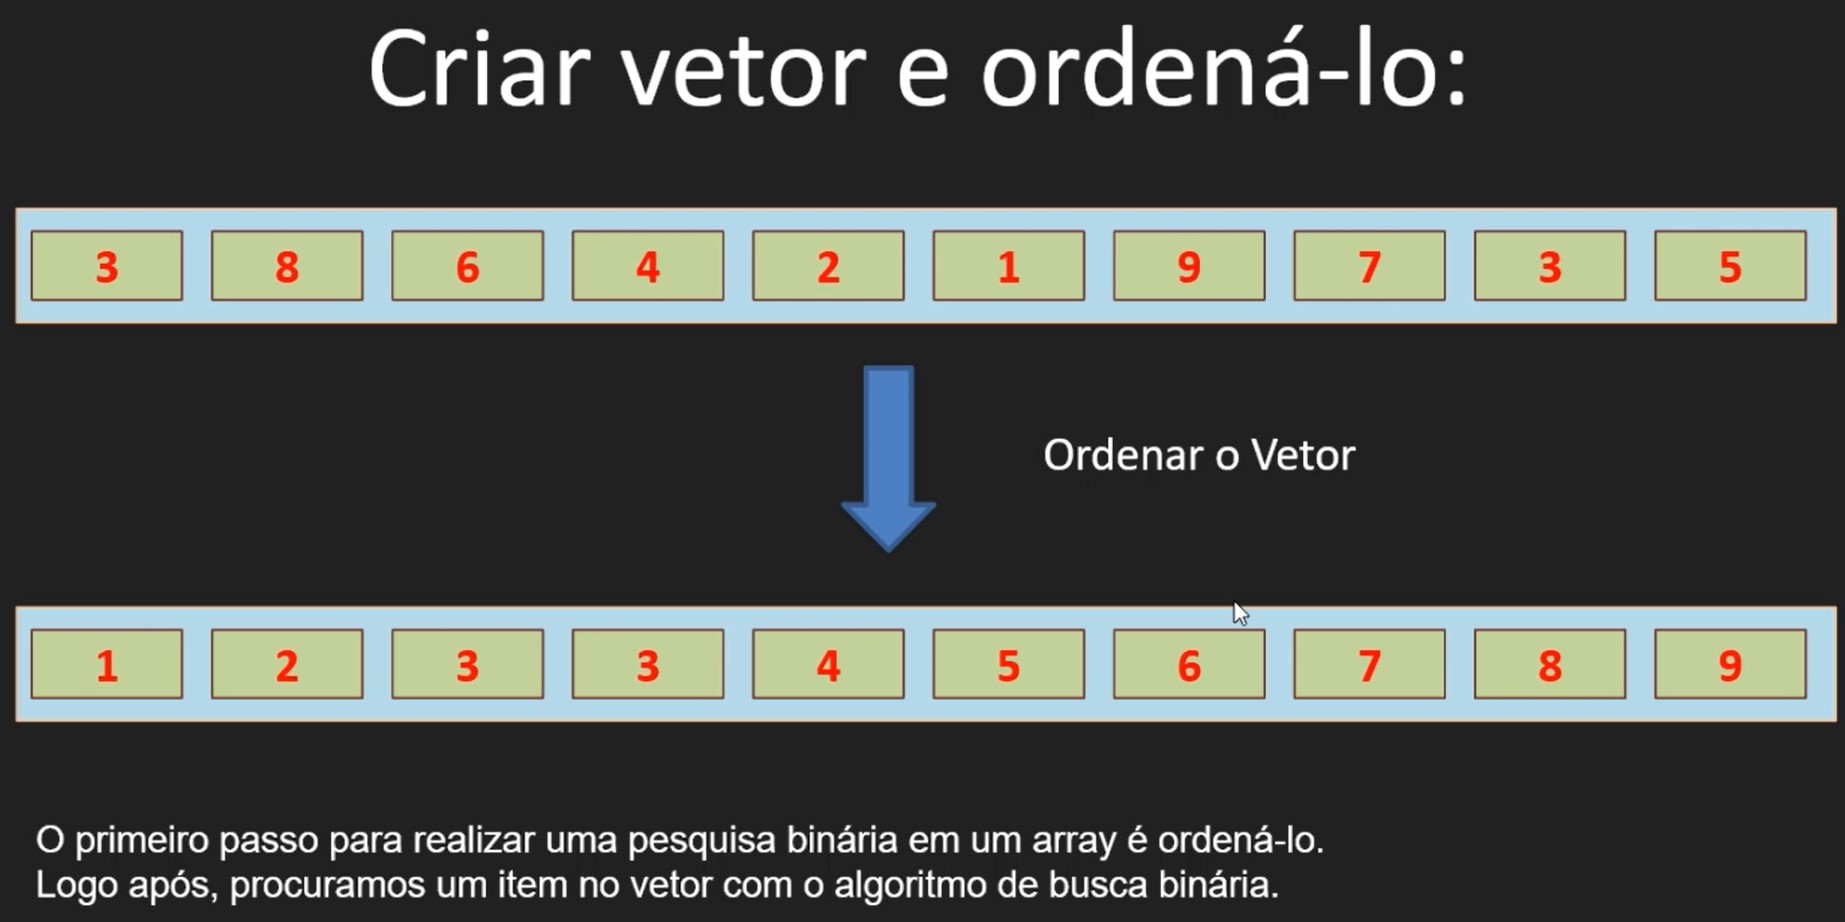 Criar vetor e ordená-lo:
3 8 6 4 2 1 9 7 3 5
Ordenar o Vetor
1 2 3 3 4 5 6 7 8 9
O primeiro passo para realizar uma pesquisa binária em um array é ordená-lo.
Logo após, procuramos um item no vetor com o algoritmo de busca binária.